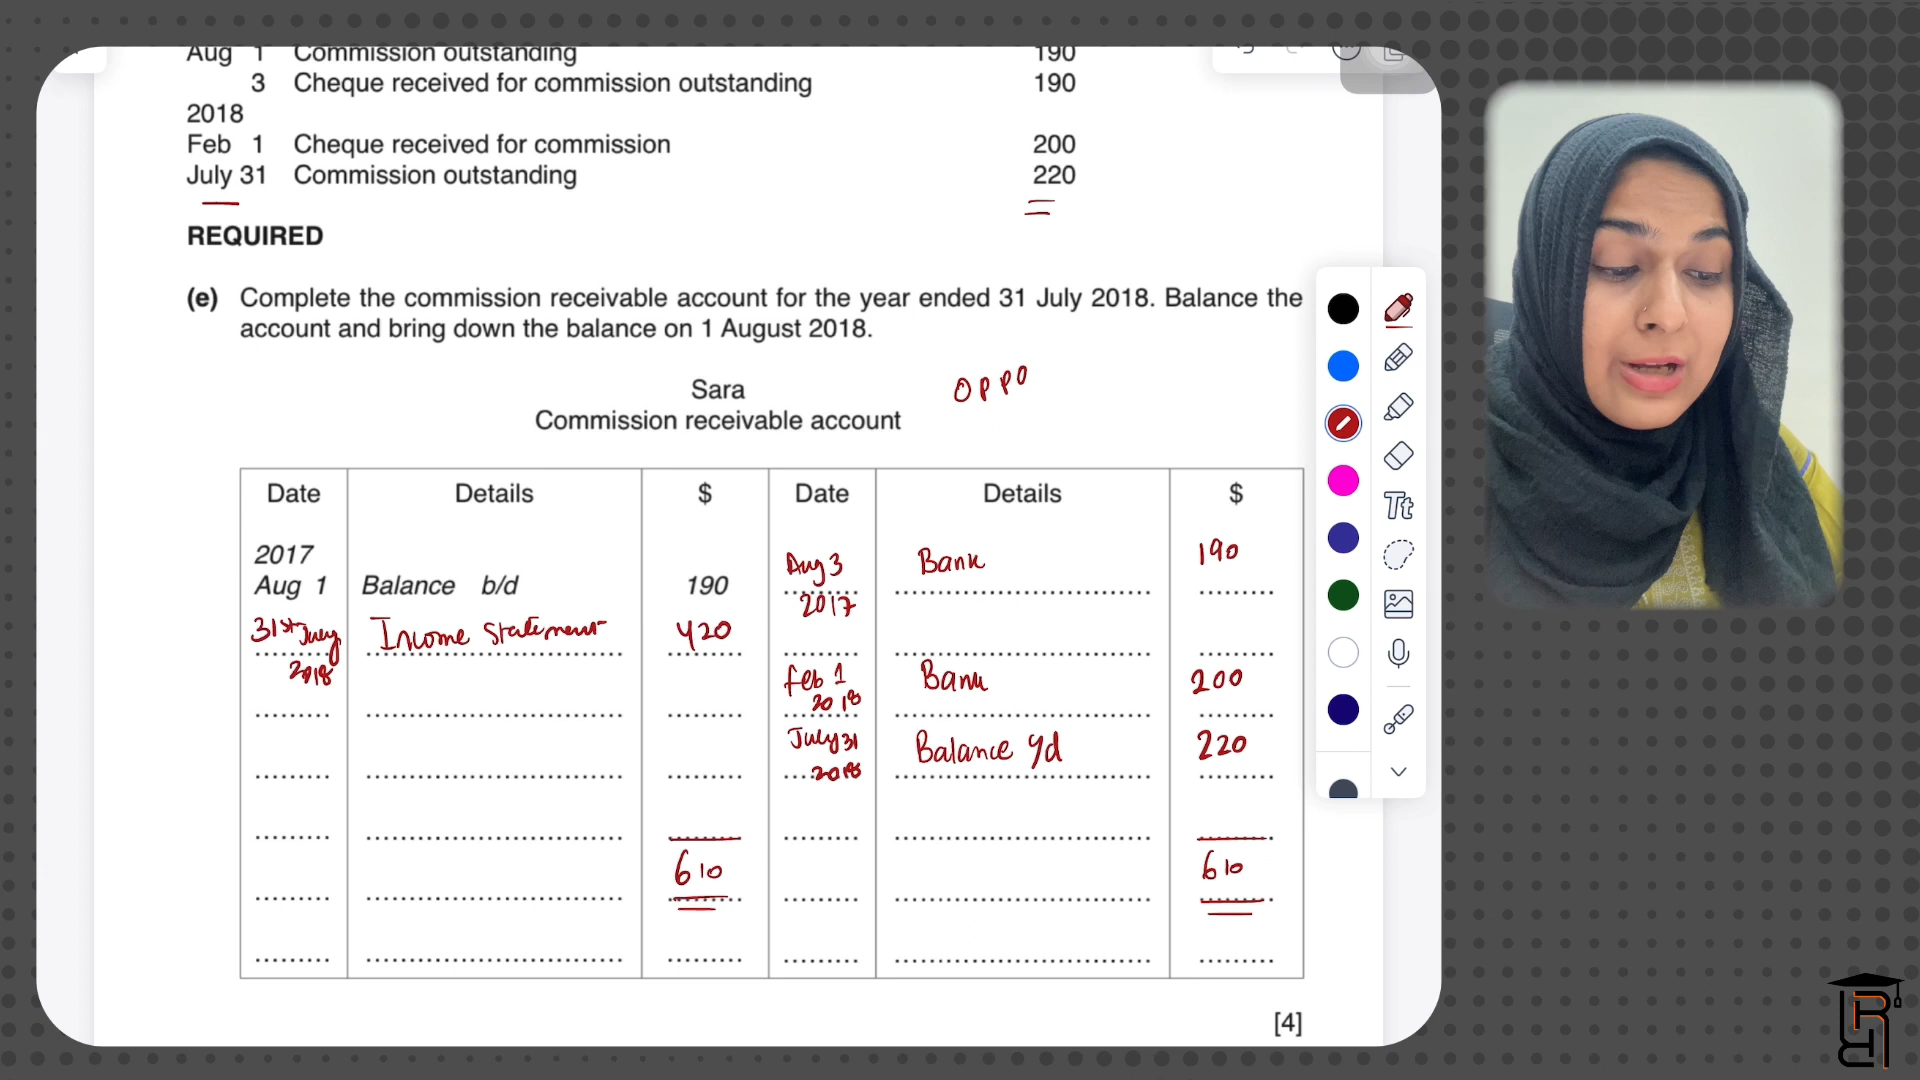 Aug 1 Commission outstanding 190
3 Cheque received for commission outstanding 190
2018
Feb 1 Cheque received for commission 200
July 31 Commission outstanding 220
REQUIRED
(e) Complete the commission receivable account for the year ended 31 July 2018. Balance the
account and bring down the balance on 1 August 2018.
Sara
oppo
Commission receivable account
Date Details $ Date Details $
2017
Aug 3 Bank 190
Aug 1 Balance b/d 190
2017
31st July Income Statement 420
2018
Feb 1 Bank 200
2018
July 31 Balance c/d 220
2018
610 610
[4]
Tt